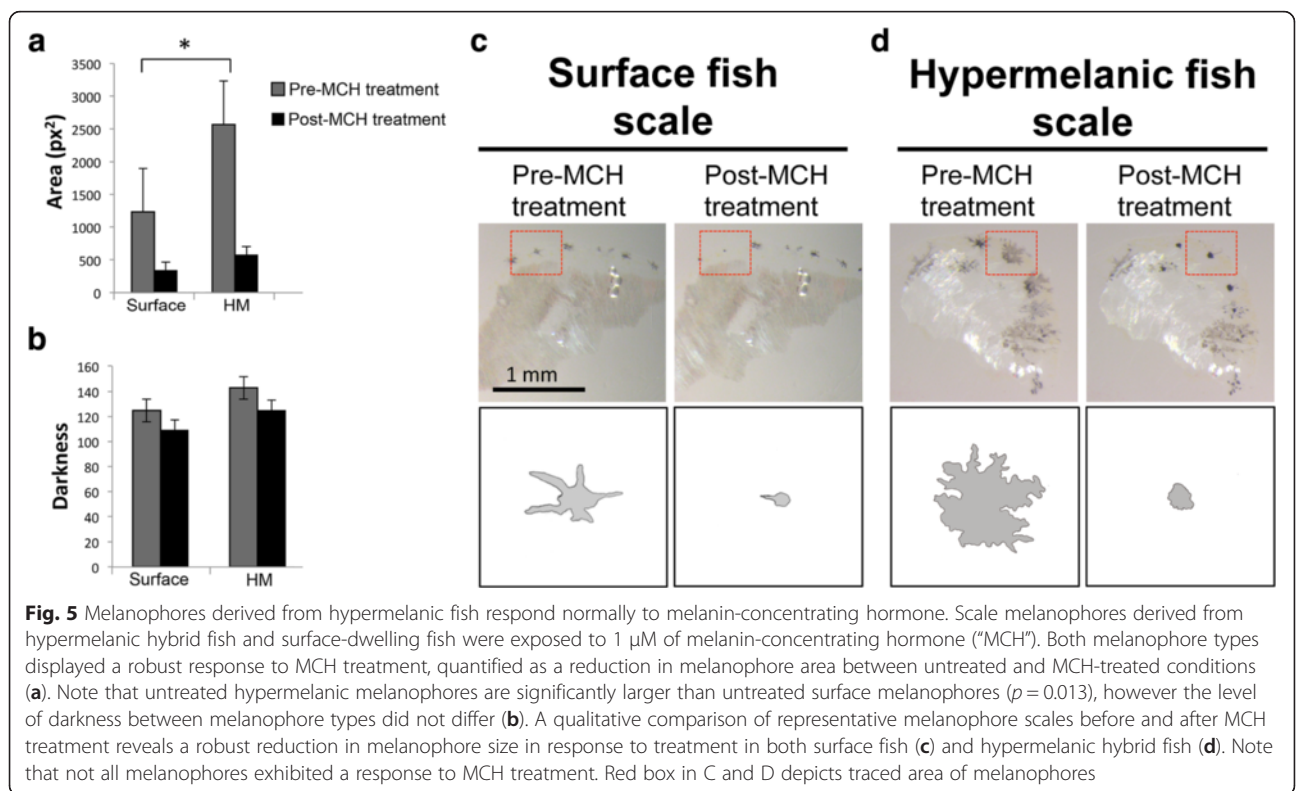 a
*
3500
3000
2500
2000
1500
1000
500
0
Area (px²)
Surface
HM
Pre-MCH treatment
Post-MCH treatment
b
160
140
120
100
80
60
40
20
0
Darkness
Surface
HM
c
Surface fish
scale
Pre-MCH
treatment
Post-MCH
treatment
1 mm
d
Hypermelanic fish
scale
Pre-MCH
treatment
Post-MCH
treatment
Fig. 5 Melanophores derived from hypermelanic fish respond normally to melanin-concentrating hormone. Scale melanophores derived from
hypermelanic hybrid fish and surface-dwelling fish were exposed to 1 μM of melanin-concentrating hormone (“MCH”). Both melanophore types
displayed a robust response to MCH treatment, quantified as a reduction in melanophore area between untreated and MCH-treated conditions
(a). Note that untreated hypermelanic melanophores are significantly larger than untreated surface melanophores (p = 0.013), however the level
of darkness between melanophore types did not differ (b). A qualitative comparison of representative melanophore scales before and after MCH
treatment reveals a robust reduction in melanophore size in response to treatment in both surface fish (c) and hypermelanic hybrid fish (d). Note
that not all melanophores exhibited a response to MCH treatment. Red box in C and D depicts traced area of melanophores